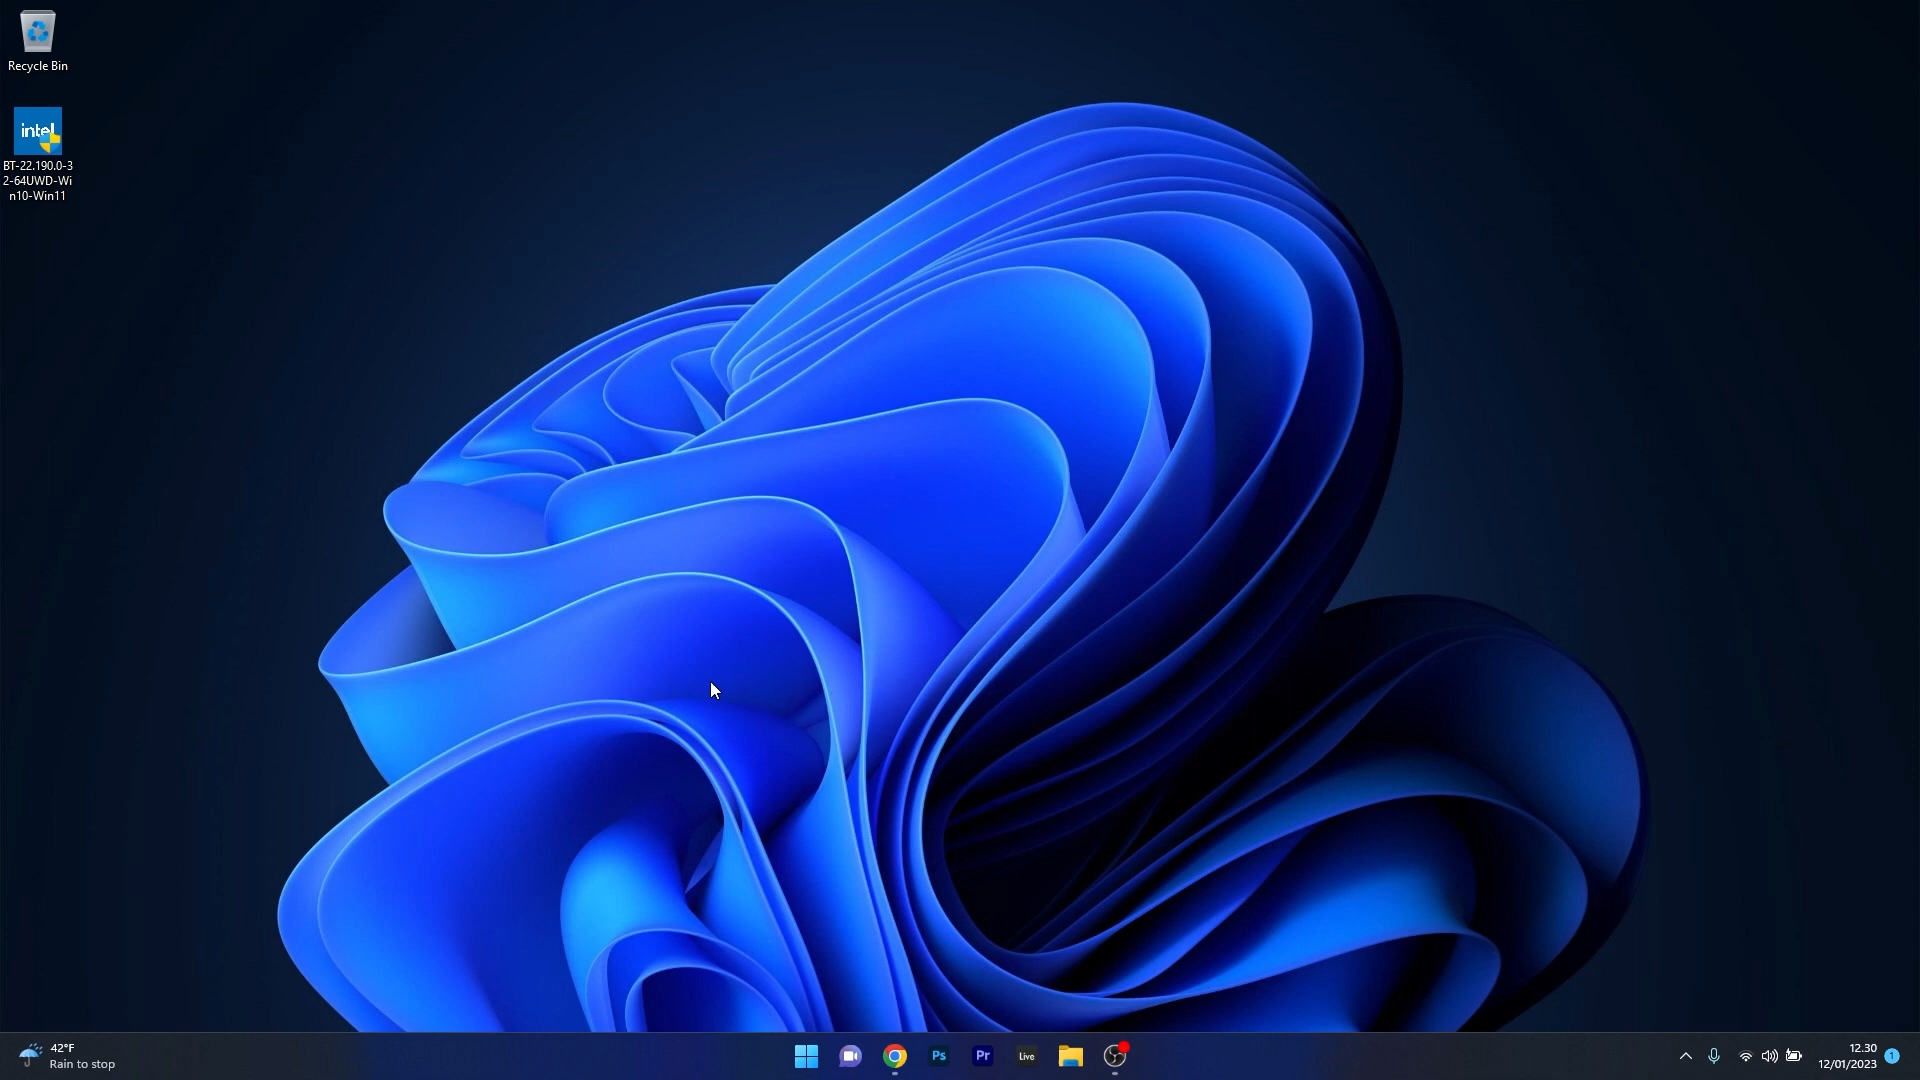 Recycle Bin
intel
BT-22.190.0-3
2-64UWD-Wi
n10-Win11
42°F
Rain to stop
Ps
Pr
Live
12.30
12/01/2023
1